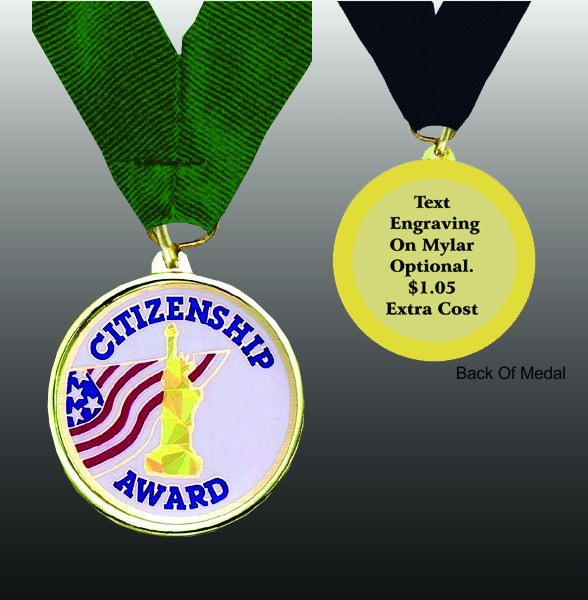 CITIZENSHIP
AWARD
Text
Engraving
On Mylar
Optional.
$1.05
Extra Cost
Back Of Medal